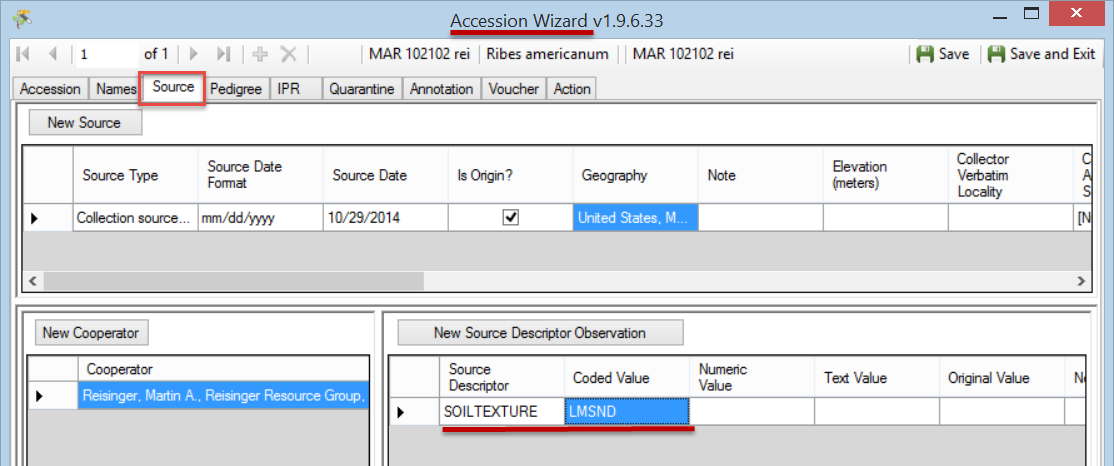 Accession Wizard v1.9.6.33
1 of 1 MAR 102102 rei Ribes americanum MAR 102102 rei Save Save and Exit
Accession Names Source Pedigree IPR Quarantine Annotation Voucher Action
New Source
Source Type Source Date Format Source Date Is Origin? Geography Note Elevation (meters) Collector Verbatim Locality C A S
Collection source... mm/dd/yyyy 10/29/2014 United States, M... [N
New Cooperator
Cooperator
Reisinger, Martin A., Reisinger Resource Group,
New Source Descriptor Observation
Source Descriptor Coded Value Numeric Value Text Value Original Value No
SOILTEXTURE LMSND